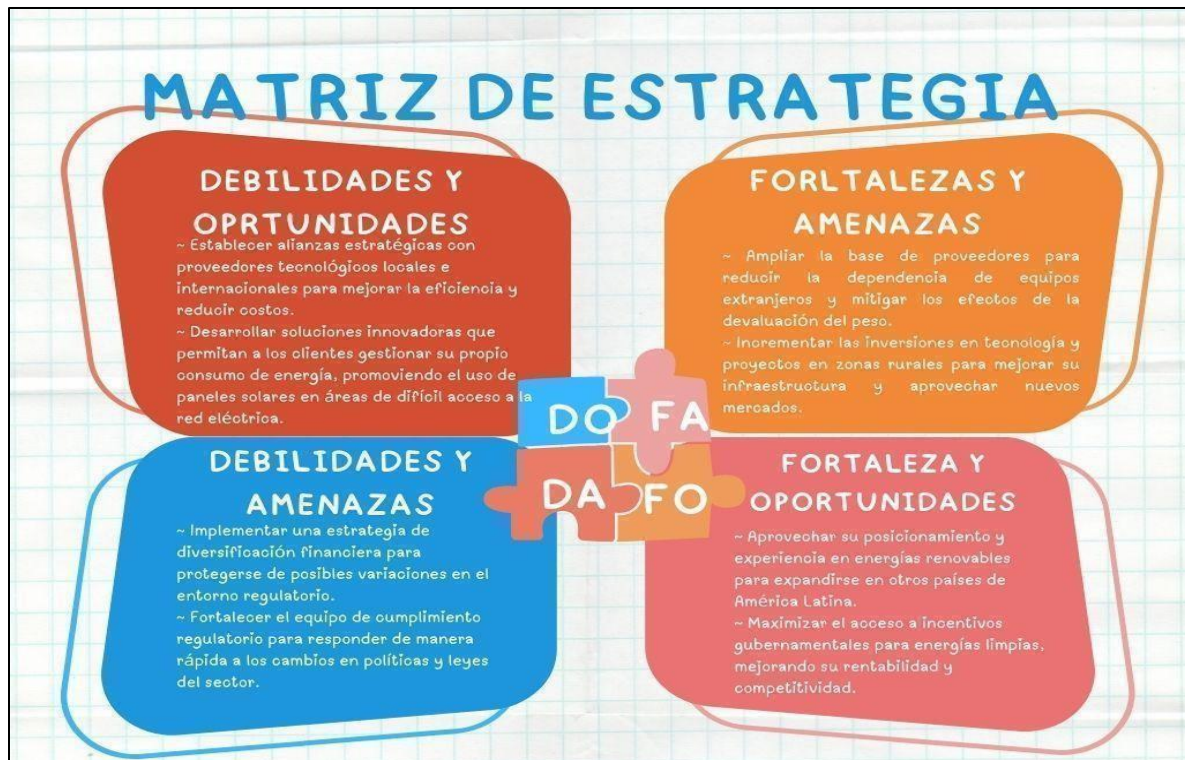 MATRIZ DE ESTRATEGIA
DEBILIDADES Y
OPRTUNIDADES
~ Establecer alianzas estratégicas con
proveedores tecnológicos locales e
internacionales para mejorar la eficiencia y
reducir costos.
~ Desarrollar soluciones innovadoras que
permitan a los clientes gestionar su propio
consumo de energía, promoviendo el uso de
paneles solares en áreas de difícil acceso a la
red eléctrica.
FORLTALEZAS Y
AMENAZAS
~ Ampliar la base de proveedores para
reducir la dependencia de equipos
extranjeros y mitigar los efectos de la
devaluación del peso.
~ Incrementar las inversiones en tecnología y
proyectos en zonas rurales para mejorar su
infraestructura y aprovechar nuevos
mercados.
DO FA
DA FO
DEBILIDADES Y
AMENAZAS
~ Implementar una estrategia de
diversificación financiera para
protegerse de posibles variaciones en el
entorno regulatorio.
~ Fortalecer el equipo de cumplimiento
regulatorio para responder de manera
rápida a los cambios en políticas y leyes
del sector.
FORTALEZA Y
OPORTUNIDADES
~ Aprovechar su posicionamiento y
experiencia en energías renovables
para expandirse en otros países de
América Latina.
~ Maximizar el acceso a incentivos
gubernamentales para energías limpias,
mejorando su rentabilidad y
competitividad.